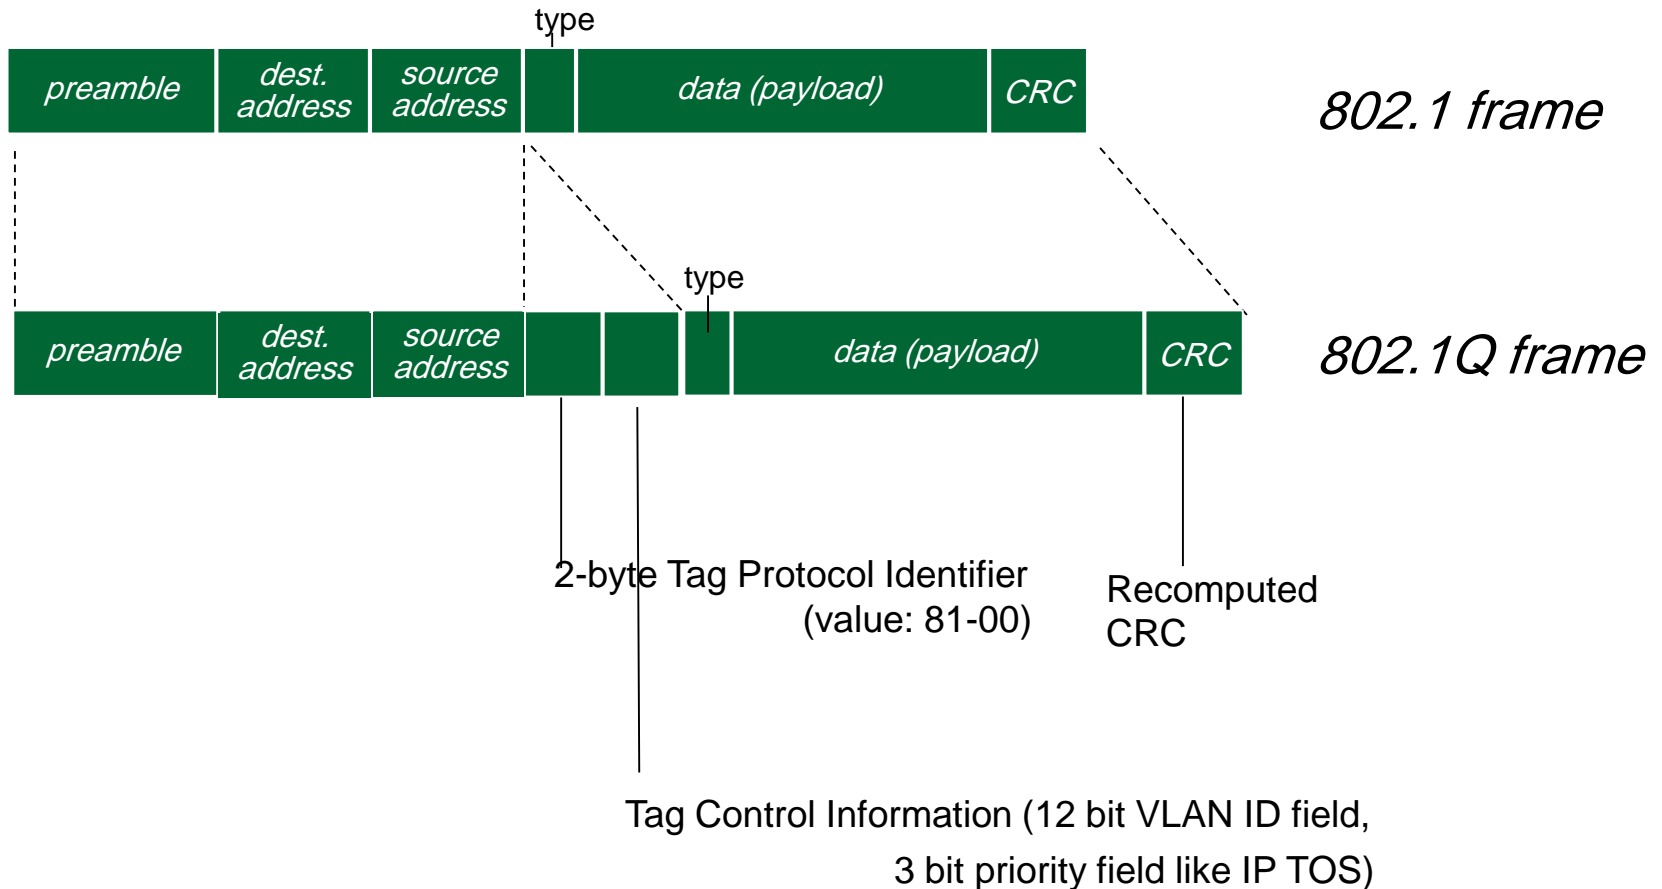 type
preamble
dest.
address
source
address
data (payload)
CRC
802.1 frame
type
preamble
dest.
address
source
address
data (payload)
CRC
802.1Q frame
2-byte Tag Protocol Identifier
(value: 81-00)
Recomputed
CRC
Tag Control Information (12 bit VLAN ID field,
3 bit priority field like IP TOS)